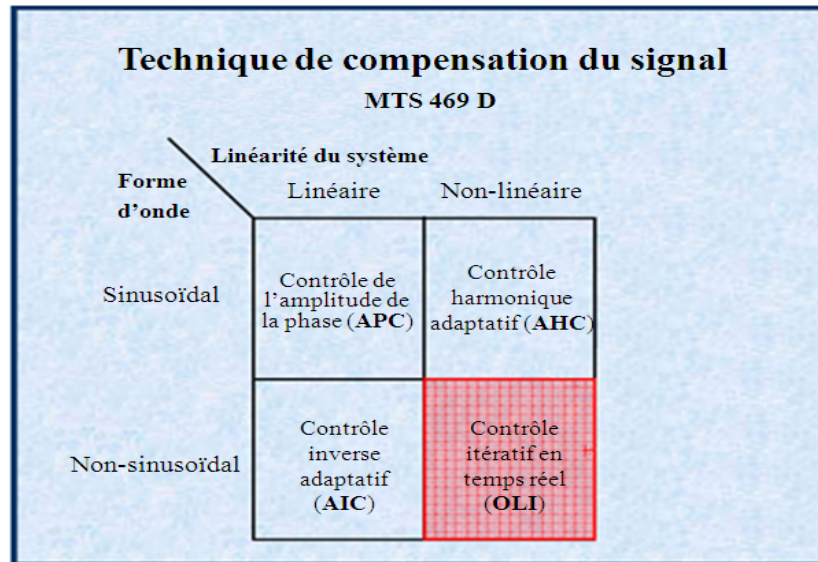 Technique de compensation du signal
MTS 469 D
Linéarité du système
Forme
d'onde
Linéaire
Non-linéaire
Sinusoïdal
Contrôle de
l'amplitude de
la phase (APC)
Contrôle
harmonique
adaptatif (AHC)
Non-sinusoïdal
Contrôle
inverse
adaptatif
(AIC)
Contrôle
itératif en
temps réel
(OLI)